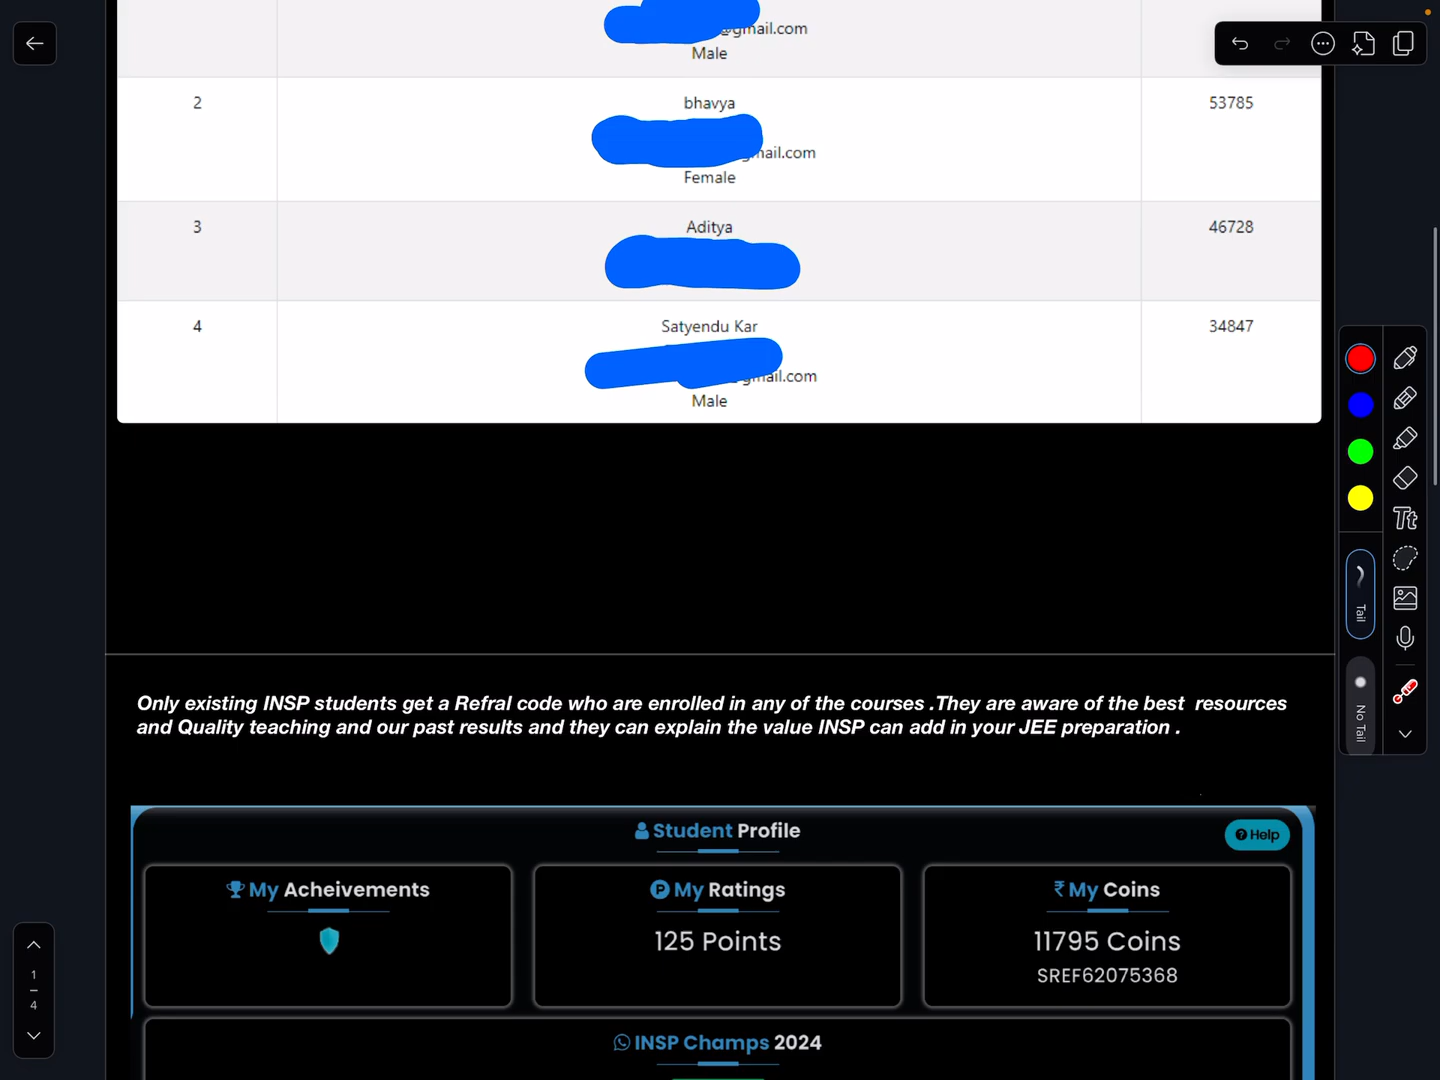 @gmail.com
Male
2 bhavya 53785
gmail.com
Female
3 Aditya 46728
4 Satyendu Kar 34847
@gmail.com
Male
Only existing INSP students get a Refral code who are enrolled in any of the courses .They are aware of the best resources
and Quality teaching and our past results and they can explain the value INSP can add in your JEE preparation .
Student Profile
Help
My Acheivements
My Ratings
125 Points
My Coins
11795 Coins
SREF62075368
INSP Champs 2024
Tt
Tail
No Tail
1
4